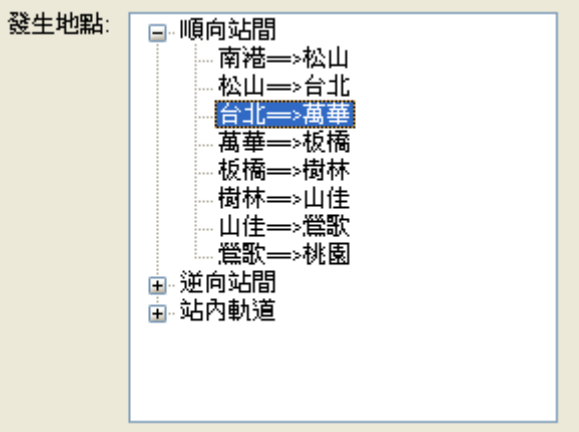 發生地點:
順向站間
南港==>松山
松山==>台北
台北==>萬華
萬華==>板橋
板橋==>樹林
樹林==>山佳
山佳==>鶯歌
鶯歌==>桃園
逆向站間
站內軌道